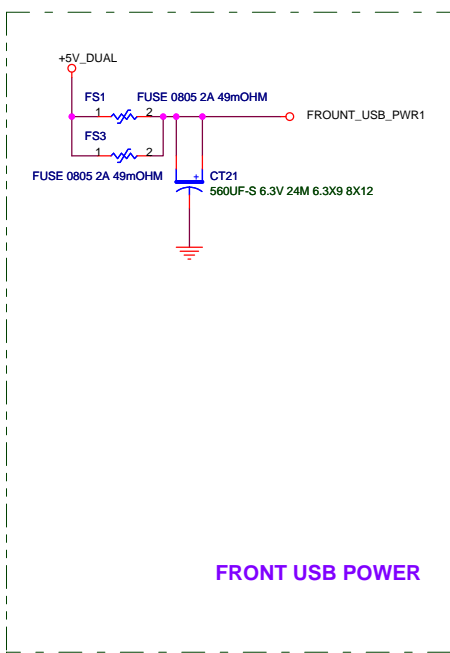 +5V_DUAL
FS1 FUSE 0805 2A 49mOHM
1 2
FROUNT_USB_PWR1
FS3
1 2
FUSE 0805 2A 49mOHM
+ CT21
560UF-S 6.3V 24M 6.3X9 8X12
FRONT USB POWER